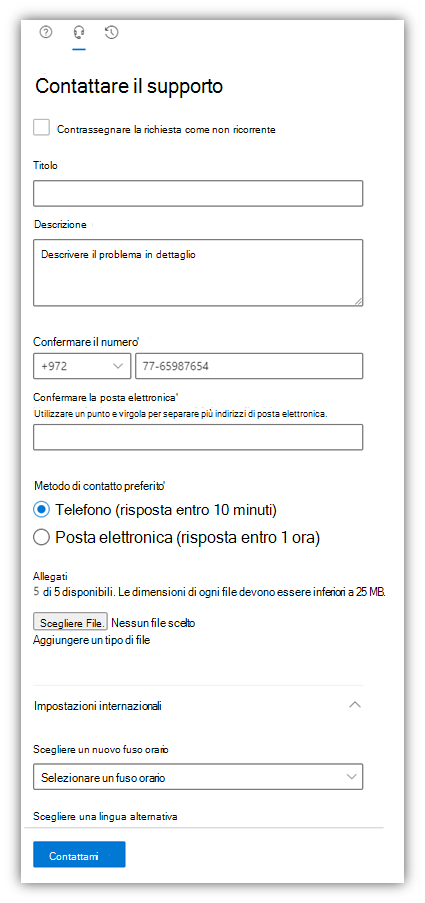 Contattare il supporto
Contrassegnare la richiesta come non ricorrente
Titolo
Descrizione
Descrivere il problema in dettaglio
Confermare il numero'
+972 77-65987654
Confermare la posta elettronica'
Utilizzare un punto e virgola per separare più indirizzi di posta elettronica.
Metodo di contatto preferito'
Telefono (risposta entro 10 minuti)
Posta elettronica (risposta entro 1 ora)
Allegati
5 di 5 disponibili. Le dimensioni di ogni file devono essere inferiori a 25 MB.
Scegliere File. Nessun file scelto
Aggiungere un tipo di file
Impostazioni internazionali
Scegliere un nuovo fuso orario
Selezionare un fuso orario
Scegliere una lingua alternativa
Contattami